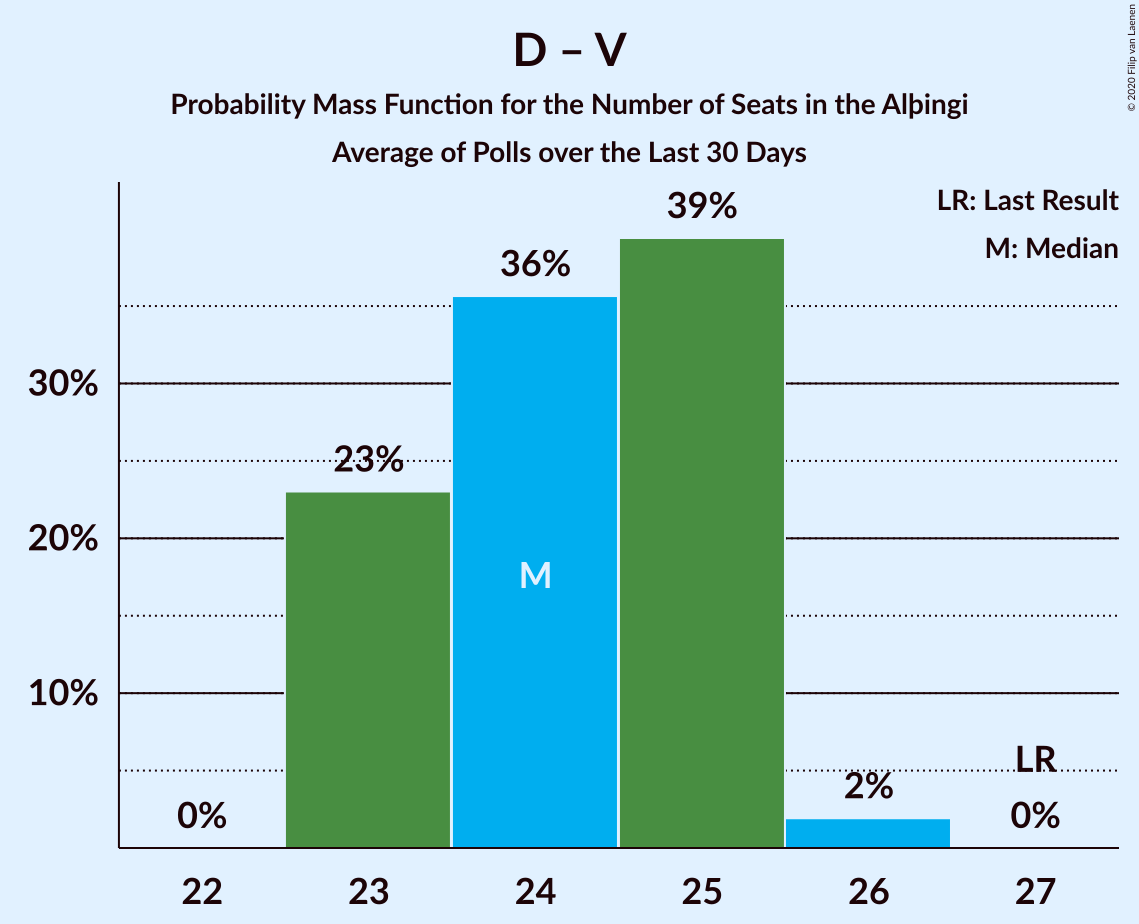 D – V
Probability Mass Function for the Number of Seats in the Alþingi
Average of Polls over the Last 30 Days
© 2020 Filip van Laenen
LR: Last Result
M: Median
39%
36%
30%
23%
20%
M
10%
LR
2%
0%
0%
22 23 24 25 26 27